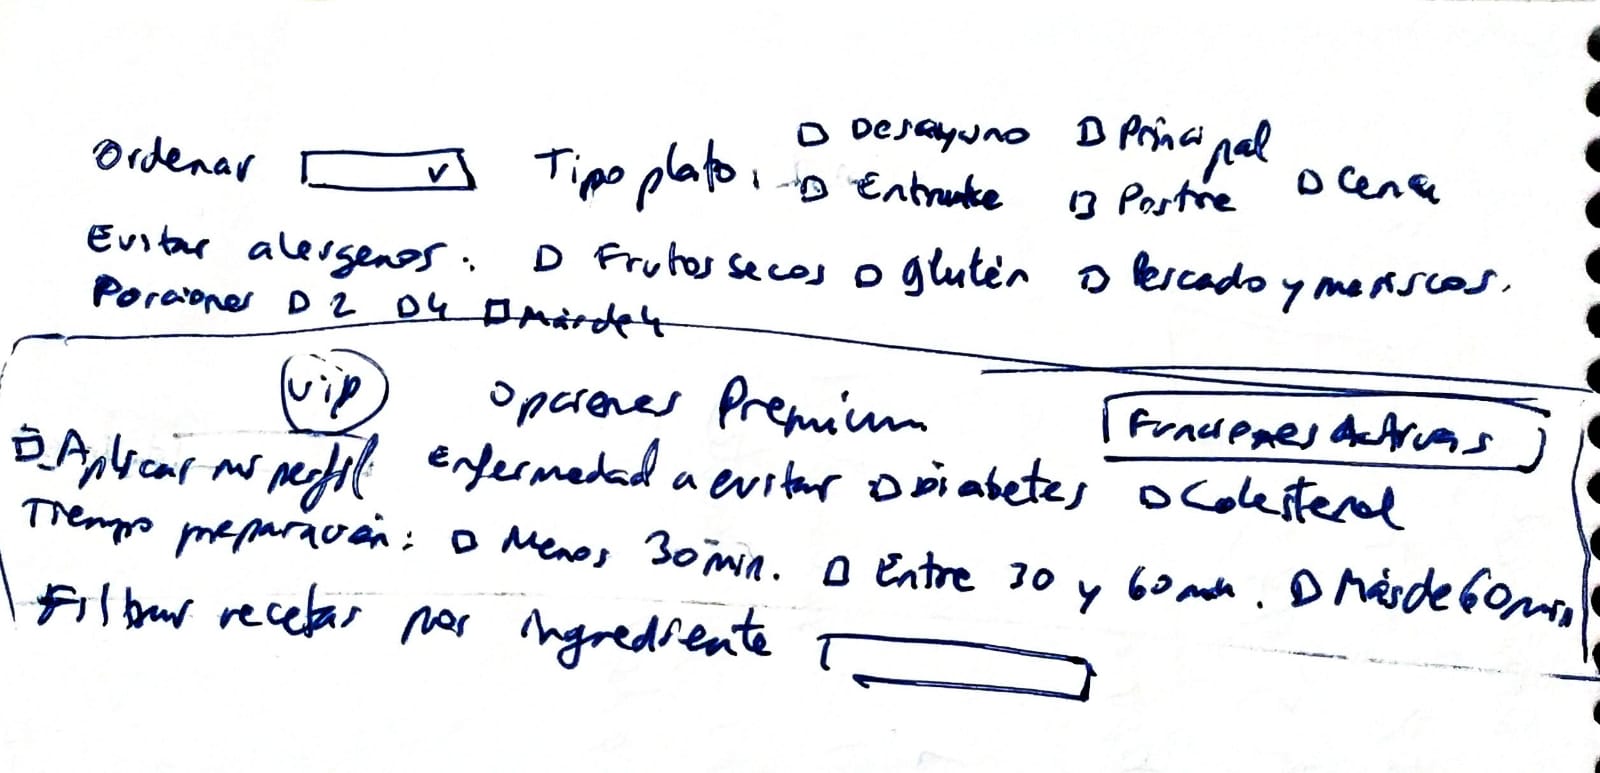 Ordenar Tipo plato: Desayuno Principal
Entrante Postre Cena
Evitar alergenos: Frutos secos glutén Pescado y mariscos.
Porciones 2 4 Más de 4
Vip Opciones Premium Funciones Activas
Aplicar mi perfil Enfermedad a evitar Diabetes Colesterol
Tiempo preparación: Menos 30 min. Entre 30 y 60 min. Más de 60 min
Filtrar recetas por ingrediente